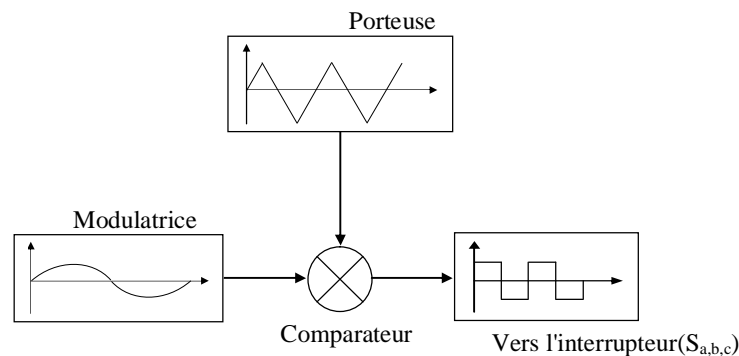 Porteuse
Modulatrice
Comparateur
Vers l'interrupteur(Sa,b,c)